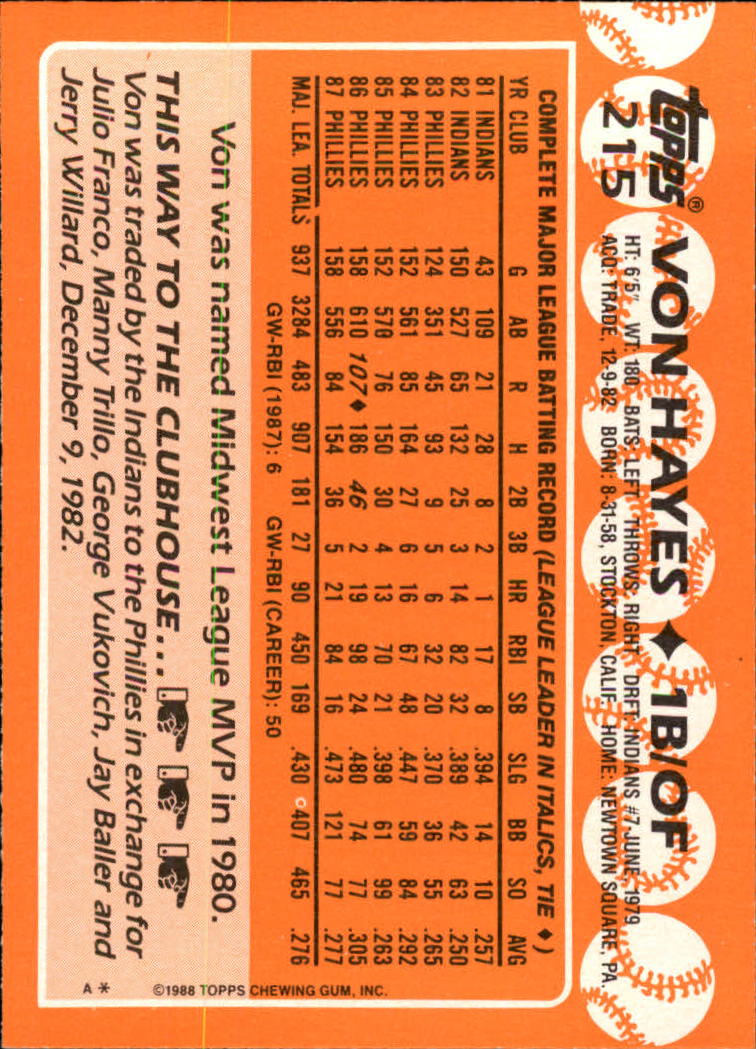 topps®
215
VON HAYES ♦ 1B/OF
HT: 6'5" WT: 180 BATS: LEFT THROWS: RIGHT DRFT: INDIANS #7-JUNE, 1979
ACQ: TRADE, 12-9-82 BORN: 8-31-58, STOCKTON, CALIF. HOME: NEWTOWN SQUARE, PA.
COMPLETE MAJOR LEAGUE BATTING RECORD (LEAGUE LEADER IN ITALICS, TIE ♦)
YR CLUB G AB R H 2B 3B HR RBI SB SLG BB SO AVG
81 INDIANS 43 109 21 28 8 2 1 17 8 .394 14 10 .257
82 INDIANS 150 527 65 132 25 3 14 82 32 .389 42 63 .250
83 PHILLIES 124 351 45 93 9 5 6 32 20 .370 36 55 .265
84 PHILLIES 152 561 85 164 27 6 16 67 48 .447 59 84 .292
85 PHILLIES 152 570 76 150 30 4 13 70 21 .398 61 99 .263
86 PHILLIES 158 610 107♦ 186 46 2 19 98 24 .480 74 77 .305
87 PHILLIES 158 556 84 154 36 5 21 84 16 .473 121 77 .277
MAJ. LEA. TOTALS 937 3284 483 907 181 27 90 450 169 .430 407 465 .276
GW-RBI (1987): 6 GW-RBI (CAREER): 50
Von was named Midwest League MVP in 1980.
THIS WAY TO THE CLUBHOUSE...
Von was traded by the Indians to the Phillies in exchange for
Julio Franco, Manny Trillo, George Vukovich, Jay Baller and
Jerry Willard, December 9, 1982.
©1988 TOPPS CHEWING GUM, INC.
A *